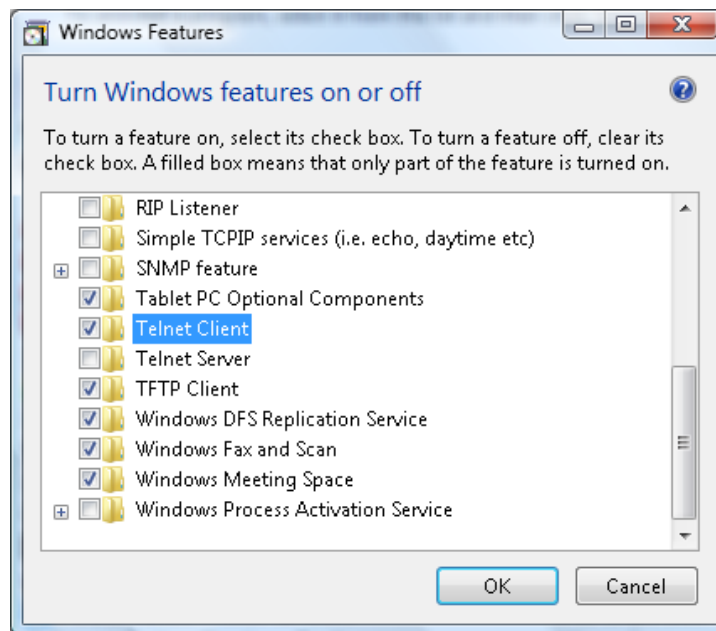 Windows Features
Turn Windows features on or off
To turn a feature on, select its check box. To turn a feature off, clear its
check box. A filled box means that only part of the feature is turned on.
RIP Listener
Simple TCPIP services (i.e. echo, daytime etc)
SNMP feature
Tablet PC Optional Components
Telnet Client
Telnet Server
TFTP Client
Windows DFS Replication Service
Windows Fax and Scan
Windows Meeting Space
Windows Process Activation Service
OK Cancel